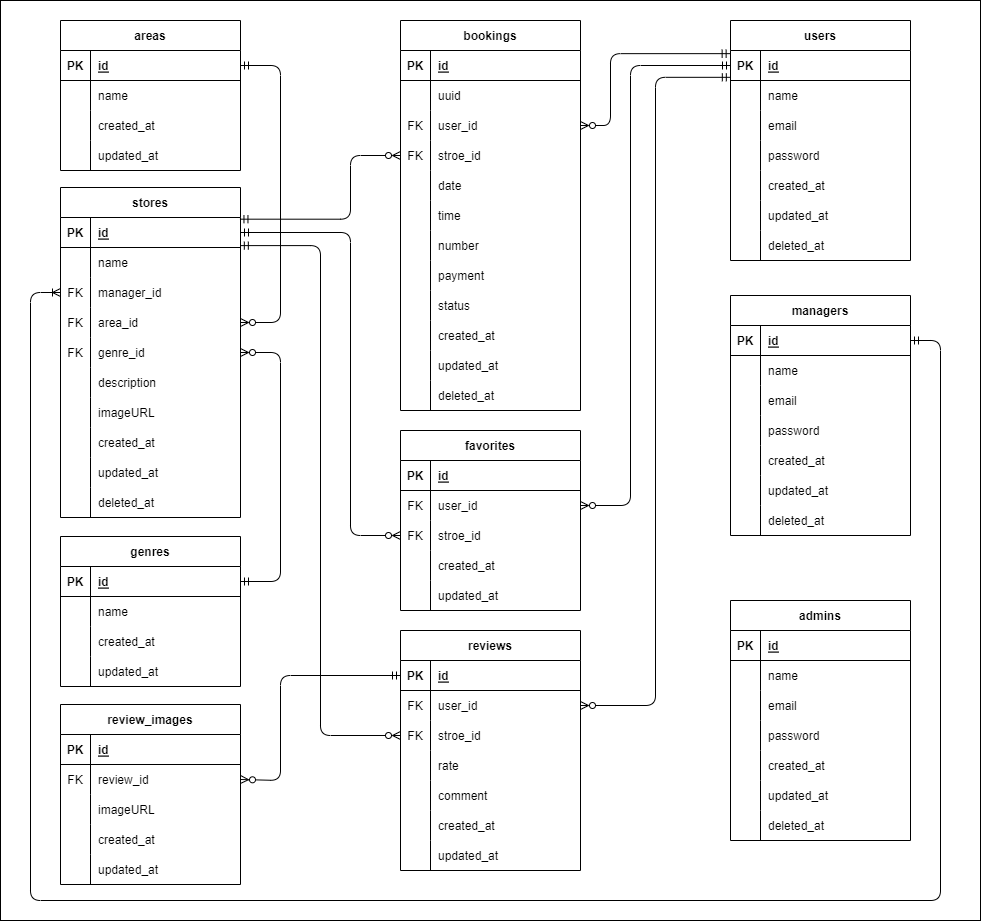 areas
PK id
name
created_at
updated_at
stores
PK id
name
FK manager_id
FK area_id
FK genre_id
description
imageURL
created_at
updated_at
deleted_at
genres
PK id
name
created_at
updated_at
review_images
PK id
FK review_id
imageURL
created_at
updated_at
bookings
PK id
uuid
FK user_id
FK stroe_id
date
time
number
payment
status
created_at
updated_at
deleted_at
favorites
PK id
FK user_id
FK stroe_id
created_at
updated_at
reviews
PK id
FK user_id
FK stroe_id
rate
comment
created_at
updated_at
users
PK id
name
email
password
created_at
updated_at
deleted_at
managers
PK id
name
email
password
created_at
updated_at
deleted_at
admins
PK id
name
email
password
created_at
updated_at
deleted_at